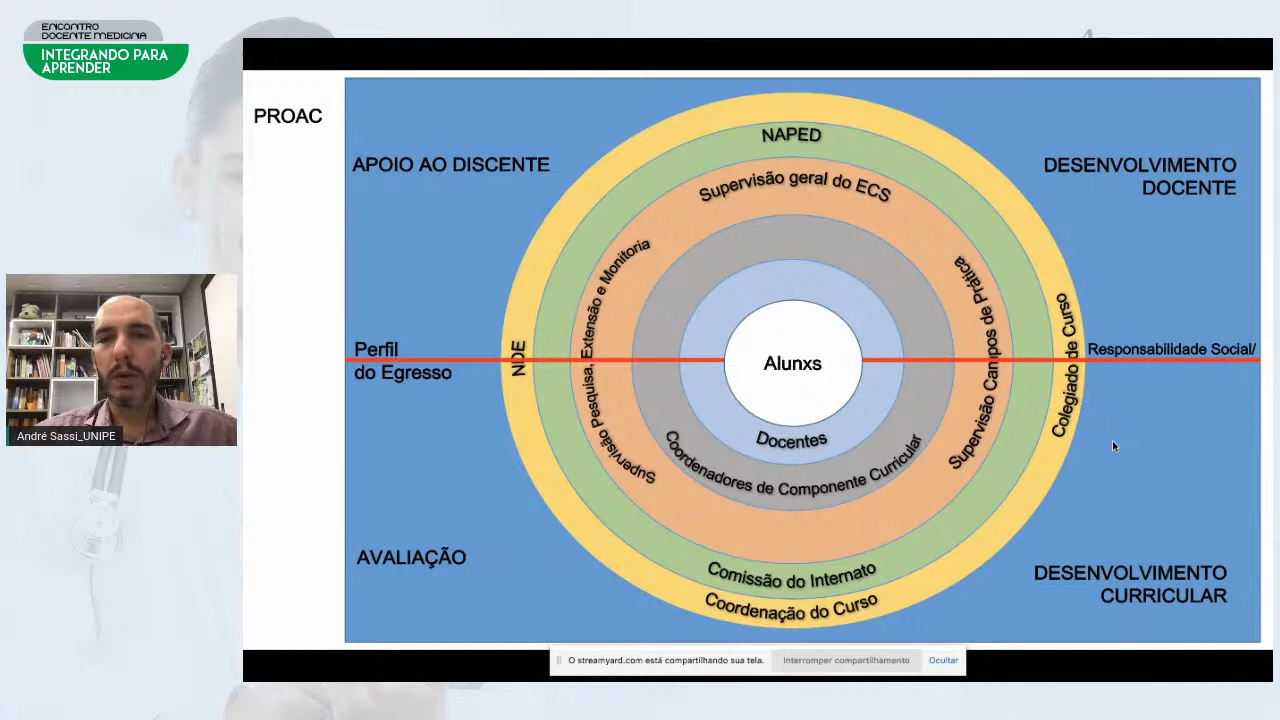 ENCONTRO
DOCENTE MEDICINA
INTEGRANDO PARA
APRENDER
PROAC
APOIO AO DISCENTE
DESENVOLVIMENTO
DOCENTE
NAPED
Supervisão geral do ECS
Supervisão Pesquisa, Extensão e Monitoria
Supervisão Campos de Prática
NDE
Colegiado de Curso
Perfil
do Egresso
Responsabilidade Social/
Alunxs
Docentes
Coordenadores de Componente Curricular
Comissão do Internato
Coordenação do Curso
AVALIAÇÃO
DESENVOLVIMENTO
CURRICULAR
André Sassi_UNIPE
O streamyard.com está compartilhando sua tela.
Interromper compartilhamento
Ocultar